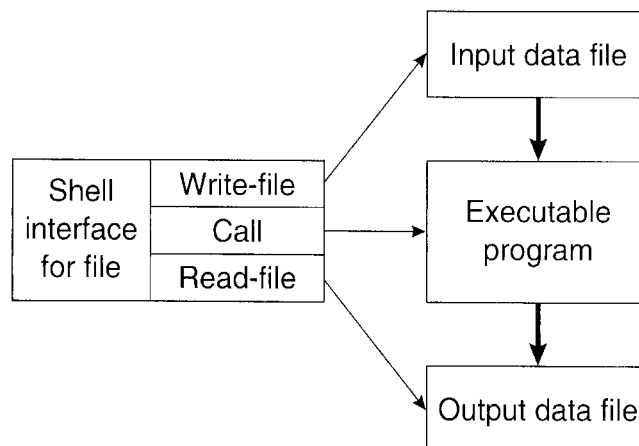 Input data file
Shell
interface
for file
Write-file
Call
Read-file
Executable
program
Output data file